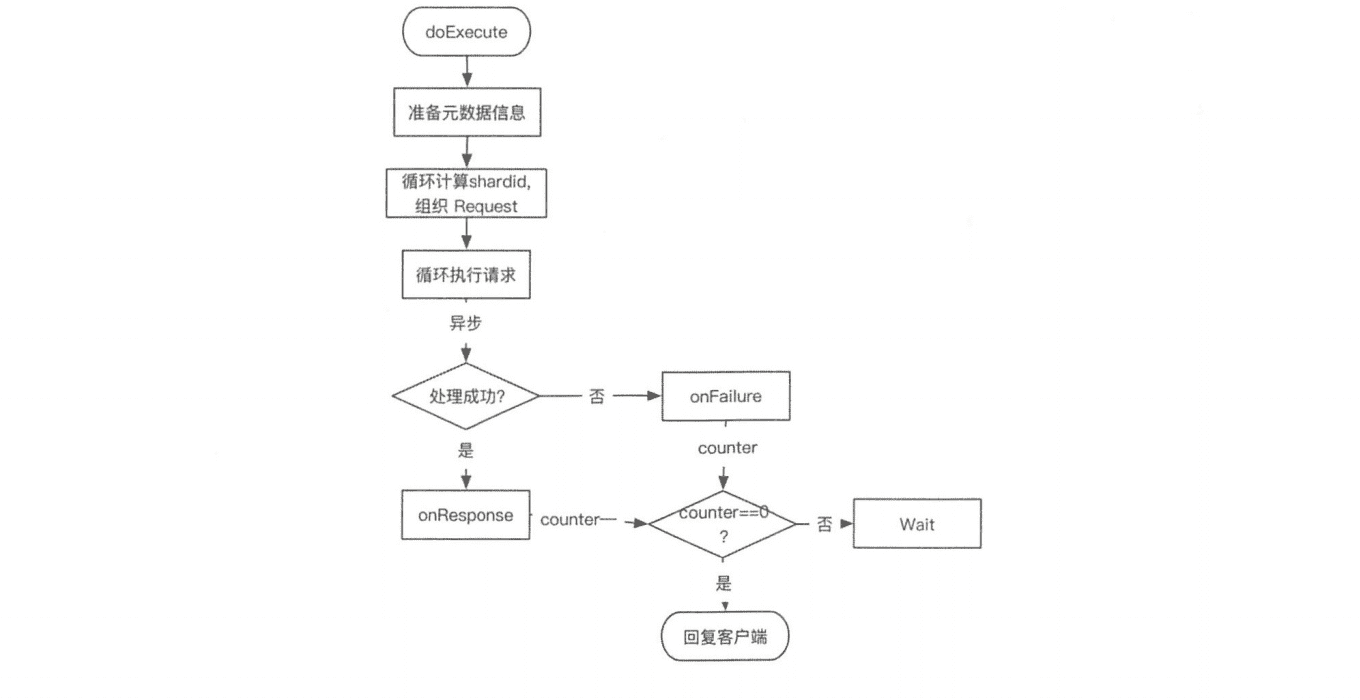 doExecute
准备元数据信息
循环计算shardid,
组织 Request
循环执行请求
异步
处理成功?
否
onFailure
是
counter
onResponse
counter—
counter==0
?
否
Wait
是
回复客户端